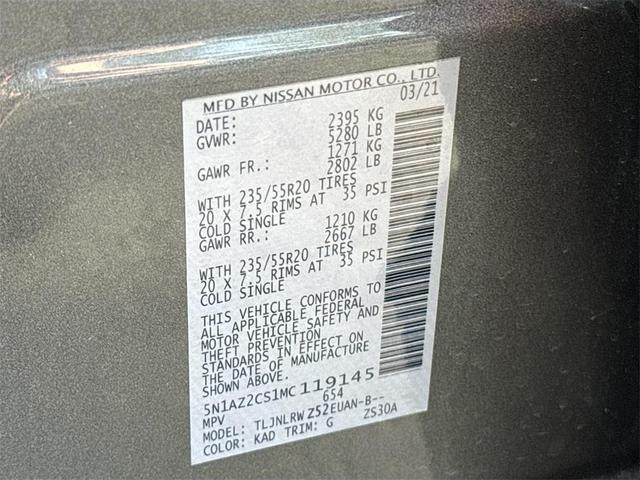 MFD BY NISSAN MOTOR CO., LTD.
DATE: 03/21
GVWR: 2395 KG
5280 LB
GAWR FR.: 1271 KG
2802 LB
WITH 235/55R20 TIRES
20 X 7.5 RIMS AT 35 PSI
COLD SINGLE
GAWR RR.: 1210 KG
2667 LB
WITH 235/55R20 TIRES
20 X 7.5 RIMS AT 35 PSI
COLD SINGLE
THIS VEHICLE CONFORMS TO
ALL APPLICABLE FEDERAL
MOTOR VEHICLE SAFETY AND
THEFT PREVENTION
STANDARDS IN EFFECT ON
THE DATE OF MANUFACTURE
SHOWN ABOVE.
5N1AZ2CS1MC119145
MPV 654
MODEL: TLJNLRW Z52EUAN-B--
COLOR: KAD TRIM: G ZS30A